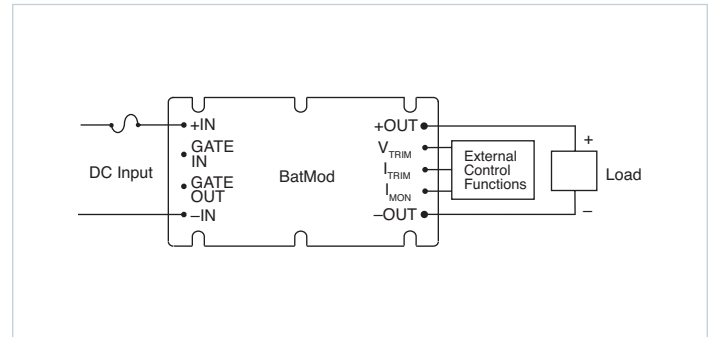 DC Input
+IN
GATE
IN
GATE
OUT
–IN
BatMod
+OUT
VTRIM
ITRIM
IMON
–OUT
External
Control
Functions
+
Load
–